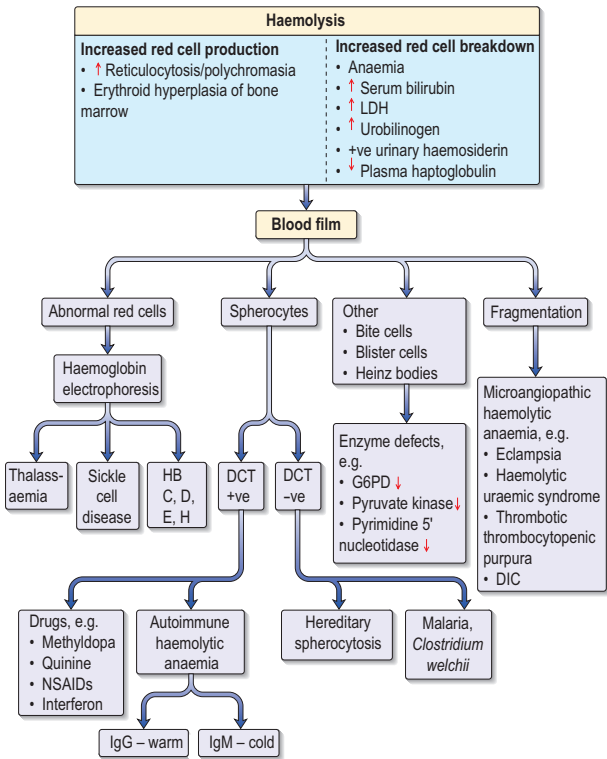 Haemolysis
Increased red cell production
• ↑ Reticulocytosis/polychromasia
• Erythroid hyperplasia of bone
marrow
Increased red cell breakdown
• Anaemia
• ↑ Serum bilirubin
• ↑ LDH
• ↑ Urobilinogen
• +ve urinary haemosiderin
• ↓ Plasma haptoglobulin
Blood film
Abnormal red cells
Spherocytes
Other
• Bite cells
• Blister cells
• Heinz bodies
Fragmentation
Haemoglobin
electrophoresis
Microangiopathic
haemolytic
anaemia, e.g.
• Eclampsia
• Haemolytic
uraemic syndrome
• Thrombotic
thrombocytopenic
purpura
• DIC
Enzyme defects,
e.g.
• G6PD ↓
• Pyruvate kinase ↓
• Pyrimidine 5'
nucleotidase ↓
Thalass-
aemia
Sickle
cell
disease
HB
C, D,
E, H
DCT
+ve
DCT
–ve
Drugs, e.g.
• Methyldopa
• Quinine
• NSAIDs
• Interferon
Autoimmune
haemolytic
anaemia
Hereditary
spherocytosis
Malaria,
Clostridium
welchii
IgG – warm
IgM – cold